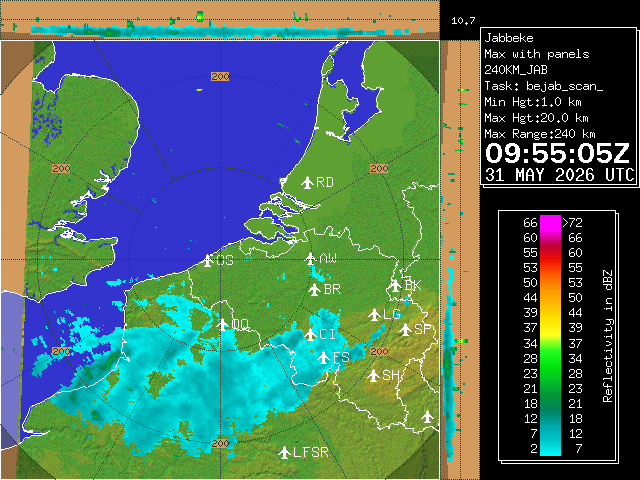 10.7
Jabbeke
Max with panels
240KM_JAB
Task: bejab_scan_
Min Hgt:1.0 km
Max Hgt:20.0 km
Max Range:240 km
09:55:05Z
31 MAY 2026 UTC
200
200
200
RD
OS
AW
BR
BK
QQ
CI
LG
SP
200
FS
200
SH
200
LFSR
66 >72
60 66
55 60
53 55
50 53
44 50
39 44
37 39
34 37
28 34
24 28
23 24
21 23
18 21
12 18
7 12
2 7
Reflectivity in dBZ